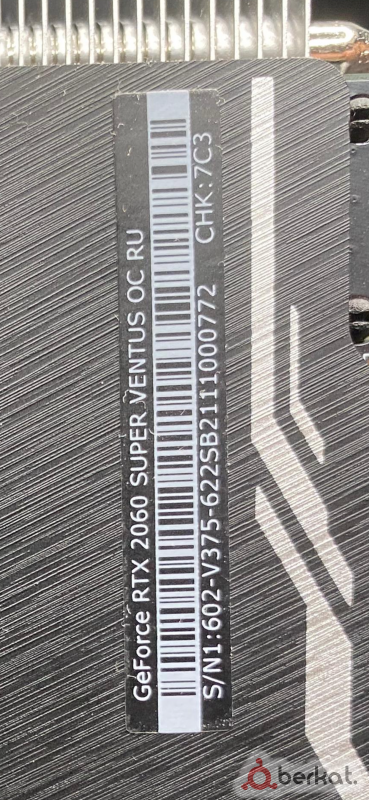 GeForce RTX 2060 SUPER VENTUS OC RU
S/N1:602-V375-622SB2111000772 CHK:7C3
berkat.